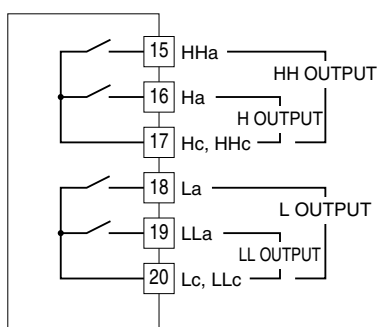 15 HHa
HH OUTPUT
16 Ha
H OUTPUT
17 Hc, HHc
18 La
L OUTPUT
19 LLa
LL OUTPUT
20 Lc, LLc